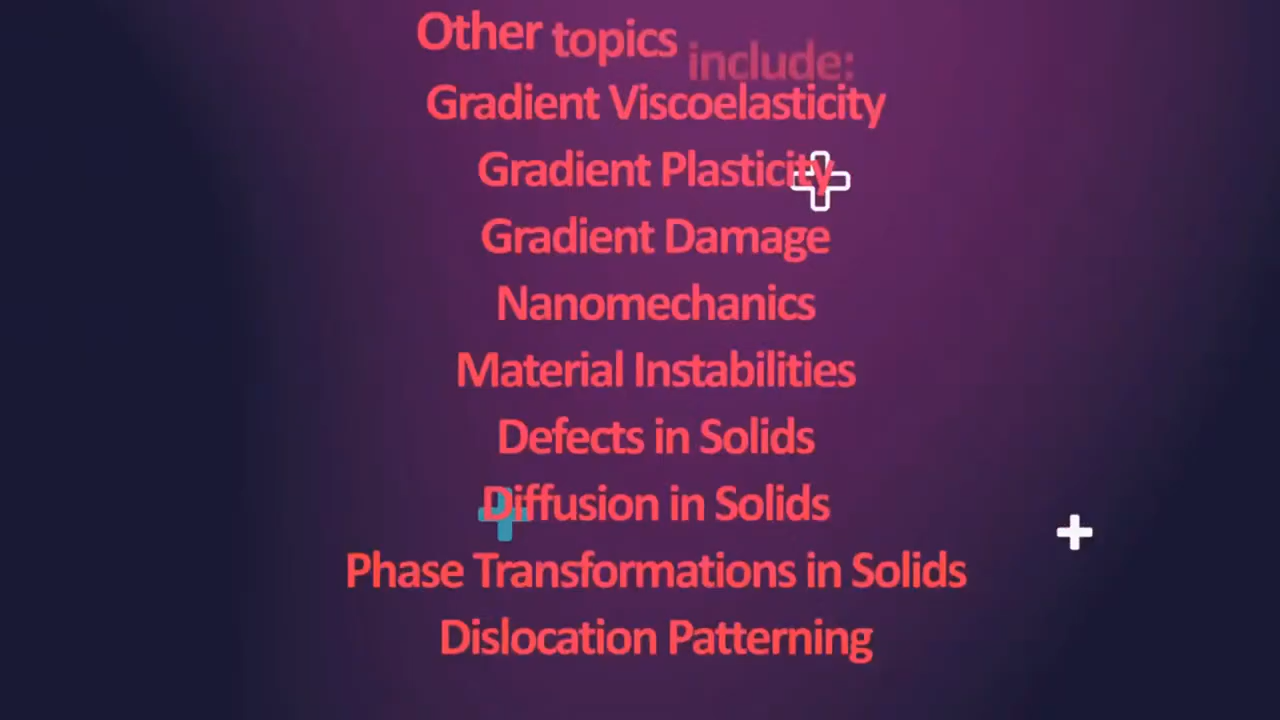 Other topics include:
Gradient Viscoelasticity
Gradient Plasticity
Gradient Damage
Nanomechanics
Material Instabilities
Defects in Solids
Diffusion in Solids
Phase Transformations in Solids
Dislocation Patterning